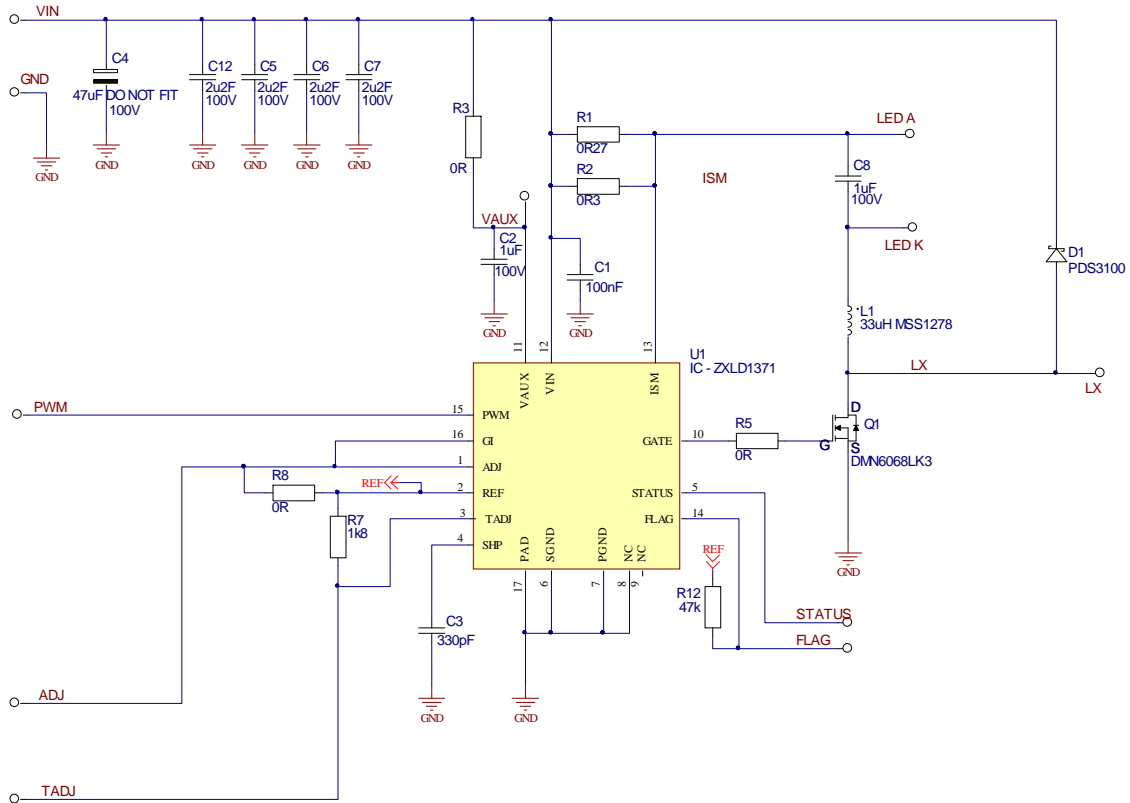 VIN
C4
47uF DO NOT FIT
100V
C12
2u2F
100V
C5
2u2F
100V
C6
2u2F
100V
C7
2u2F
100V
GND
GND
GND
GND
GND
GND
GND
R3
0R
R1
0R27
R2
0R3
ISM
LED A
C8
1uF
100V
LED K
VAUX
C2
1uF
100V
GND
C1
100nF
GND
D1
PDS3100
L1
33uH MSS1278
LX
LX
U1
IC - ZXLD1371
11
VAUX
12
VIN
13
ISM
PWM
15
PWM
16
GI
1
ADJ
2
REF
3
TADJ
4
SHP
10
GATE
5
STATUS
14
FLAG
17
PAD
6
SGND
7
PGND
8
NC
9
NC
R5
0R
D
G
S
Q1
DMN6068LK3
GND
R8
0R
REF
R7
1k8
C3
330pF
GND
GND
REF
R12
47k
STATUS
FLAG
ADJ
TADJ